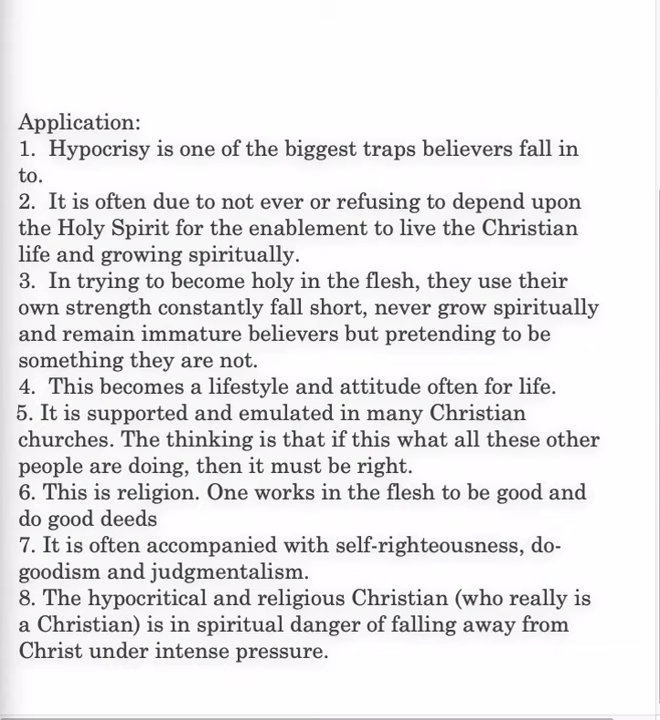 Application:
1.  Hypocrisy is one of the biggest traps believers fall in
to.
2.  It is often due to not ever or refusing to depend upon
the Holy Spirit for the enablement to live the Christian
life and growing spiritually.
3.  In trying to become holy in the flesh, they use their
own strength constantly fall short, never grow spiritually
and remain immature believers but pretending to be
something they are not.
4.  This becomes a lifestyle and attitude often for life.
5. It is supported and emulated in many Christian
churches. The thinking is that if this what all these other
people are doing, then it must be right.
6. This is religion. One works in the flesh to be good and
do good deeds
7. It is often accompanied with self-righteousness, do-
goodism and judgmentalism.
8. The hypocritical and religious Christian (who really is
a Christian) is in spiritual danger of falling away from
Christ under intense pressure.